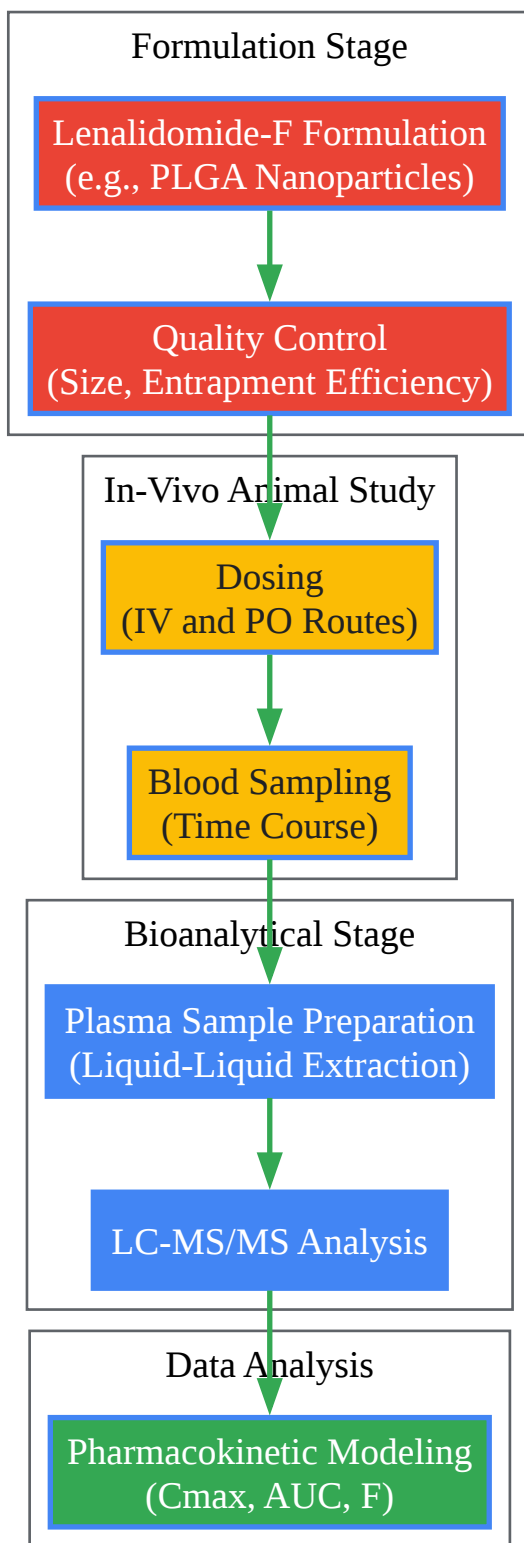 Formulation Stage
Lenalidomide-F Formulation
(e.g., PLGA Nanoparticles)
Quality Control
(Size, Entrapment Efficiency)
In-Vivo Animal Study
Dosing
(IV and PO Routes)
Blood Sampling
(Time Course)
Bioanalytical Stage
Plasma Sample Preparation
(Liquid-Liquid Extraction)
LC-MS/MS Analysis
Data Analysis
Pharmacokinetic Modeling
(Cmax, AUC, F)